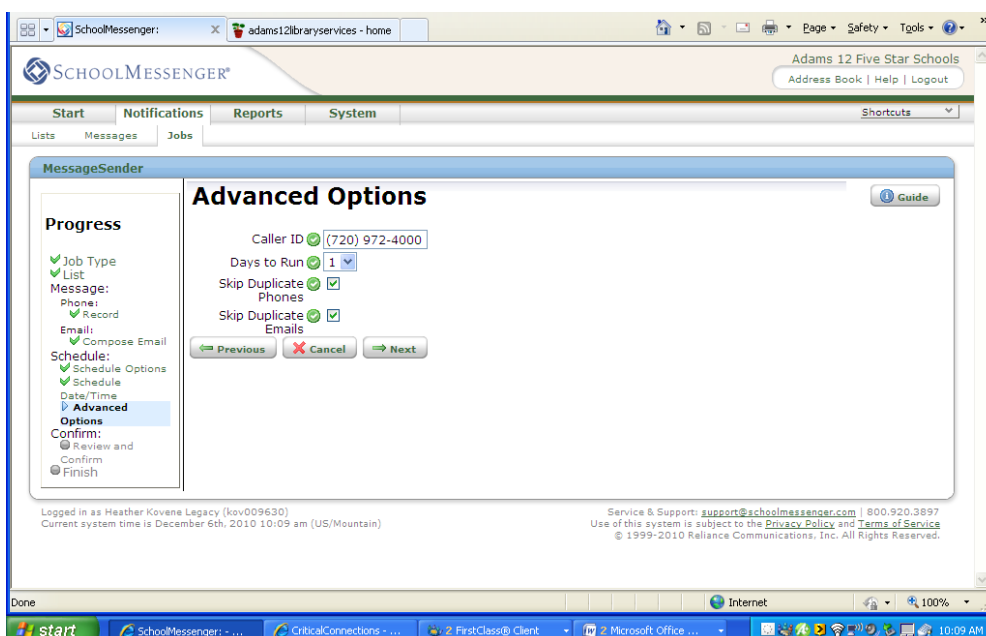 SchoolMessenger:
adams12libraryservices - home
Page
Safety
Tools
SCHOOLMESSENGER®
Adams 12 Five Star Schools
Address Book | Help | Logout
Start Notifications Reports System
Shortcuts
Lists Messages Jobs
MessageSender
Advanced Options
Guide
Progress
Job Type
List
Message:
Phone:
Record
Email:
Compose Email
Schedule:
Schedule Options
Schedule
Date/Time
Advanced
Options
Confirm:
Review and
Confirm
Finish
Caller ID (720) 972-4000
Days to Run 1
Skip Duplicate
Phones
Skip Duplicate
Emails
Previous Cancel Next
Logged in as Heather Kovene Legacy (kov009630)
Current system time is December 6th, 2010 10:09 am (US/Mountain)
Service & Support: support@schoolmessenger.com | 800.920.3897
Use of this system is subject to the Privacy Policy and Terms of Service
© 1999-2010 Reliance Communications, Inc. All Rights Reserved.
Done
Internet
100%
start
SchoolMessenger: - ...
CriticalConnections - ...
2 FirstClass® Client
2 Microsoft Office ...
10:09 AM